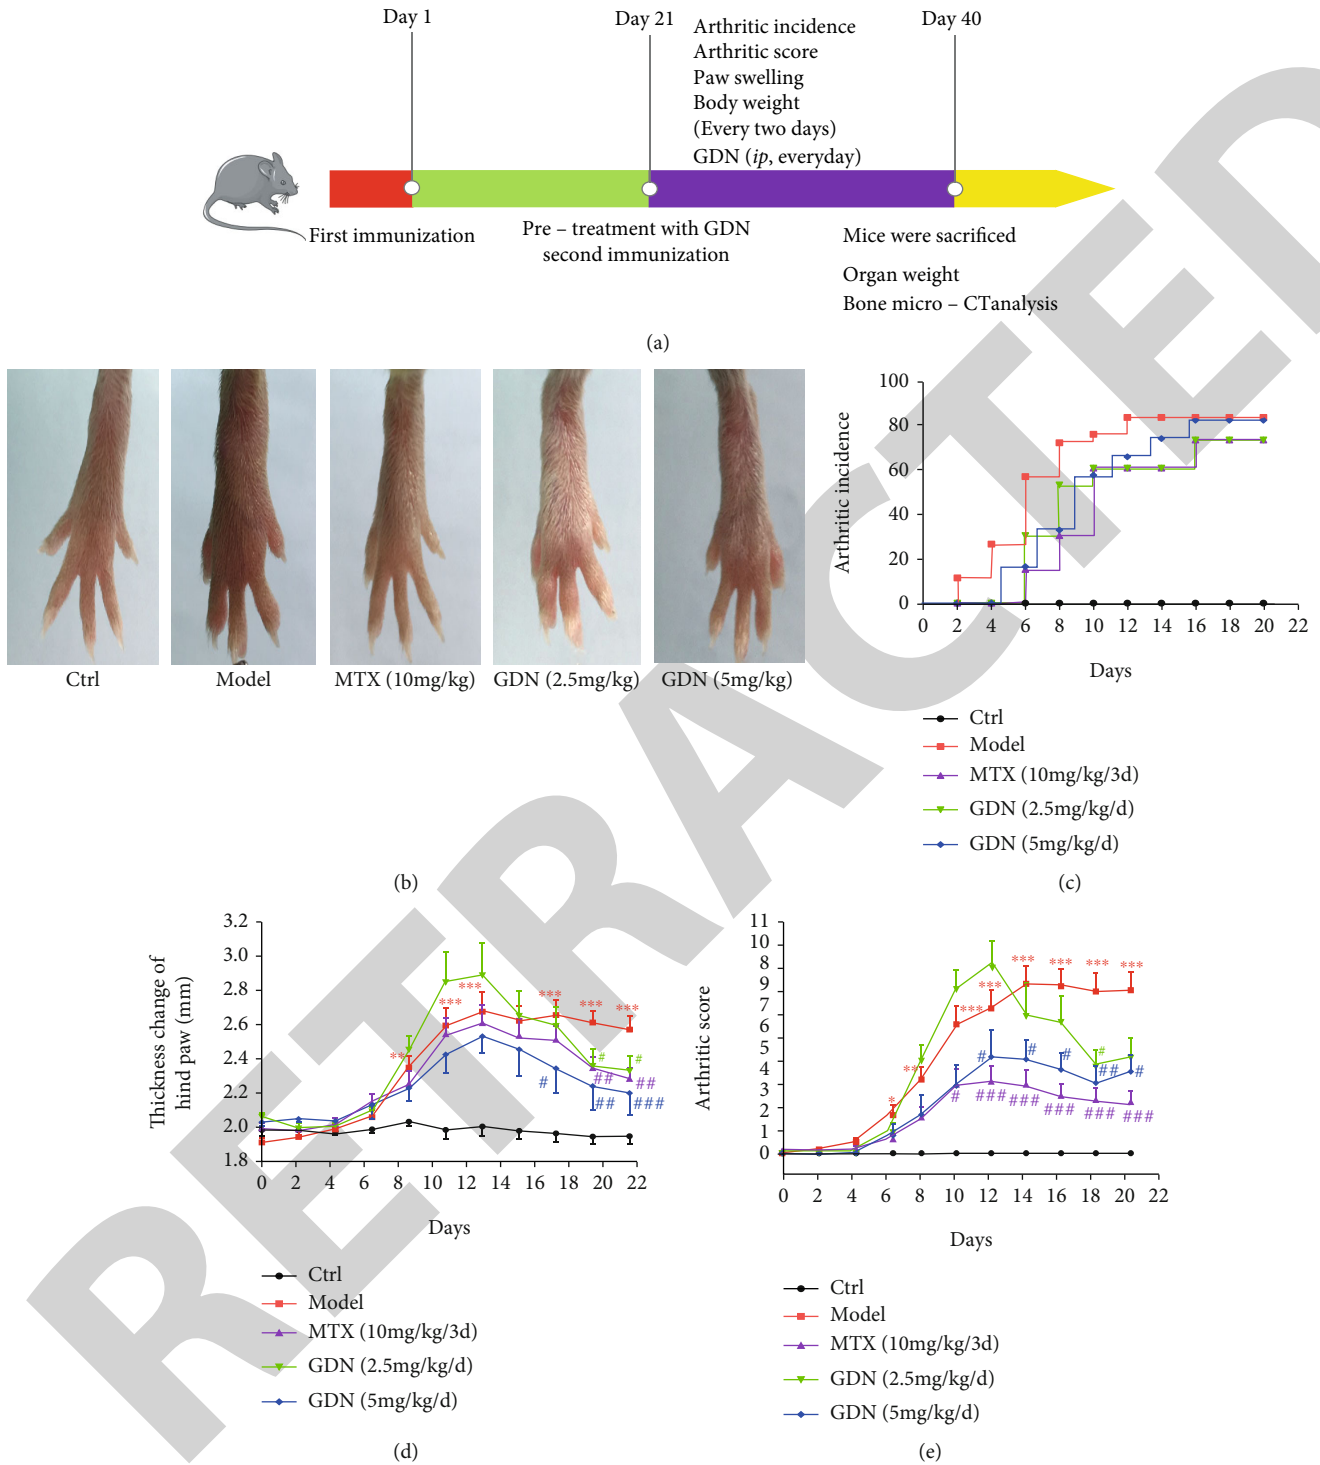 Day 1
Day 21
Day 40
Arthritic incidence
Arthritic score
Paw swelling
Body weight
(Every two days)
GDN (ip, everyday)
First immunization
Pre – treatment with GDN
second immunization
Mice were sacrificed
Organ weight
Bone micro – CTanalysis
(a)
Ctrl
Model
MTX (10mg/kg)
GDN (2.5mg/kg)
GDN (5mg/kg)
(b)
Arthritic incidence
100
80
60
40
20
0
0 2 4 6 8 10 12 14 16 18 20 22
Days
Ctrl
Model
MTX (10mg/kg/3d)
GDN (2.5mg/kg/d)
GDN (5mg/kg/d)
(c)
Thickness change of
hind paw (mm)
3.2
3.0
2.8
2.6
2.4
2.2
2.0
1.8
** *** *** *** *** ***
# #
## ##
# ## ###
0 2 4 6 8 10 12 14 16 18 20 22
Days
Ctrl
Model
MTX (10mg/kg/3d)
GDN (2.5mg/kg/d)
GDN (5mg/kg/d)
(d)
Arthritic score
11
10
8
9
7
6
5
4
3
2
1
0
* ** *** *** *** *** *** ***
#
# # # ## #
# ### ### ### ### ###
0 2 4 6 8 10 12 14 16 18 20 22
Days
Ctrl
Model
MTX (10mg/kg/3d)
GDN (2.5mg/kg/d)
GDN (5mg/kg/d)
(e)
RETRACTED